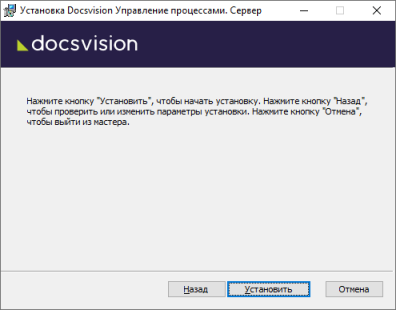 Установка Docsvision Управление процессами. Сервер
docsvision
Нажмите кнопку "Установить", чтобы начать установку. Нажмите кнопку "Назад",
чтобы проверить или изменить параметры установки. Нажмите кнопку "Отмена",
чтобы выйти из мастера.
Назад Установить Отмена